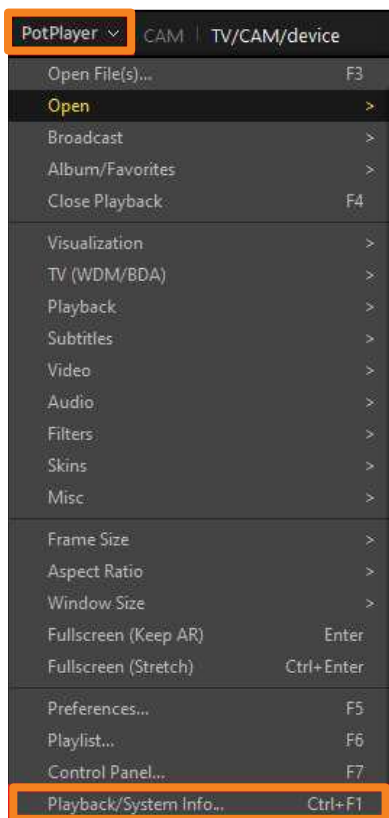 PotPlayer CAM | TV/CAM/device
Open File(s)... F3
Open >
Broadcast >
Album/Favorites >
Close Playback F4
Visualization >
TV (WDM/BDA) >
Playback >
Subtitles >
Video >
Audio >
Filters >
Skins >
Misc >
Frame Size >
Aspect Ratio >
Window Size >
Fullscreen (Keep AR) Enter
Fullscreen (Stretch) Ctrl+Enter
Preferences... F5
Playlist... F6
Control Panel... F7
Playback/System Info... Ctrl+F1